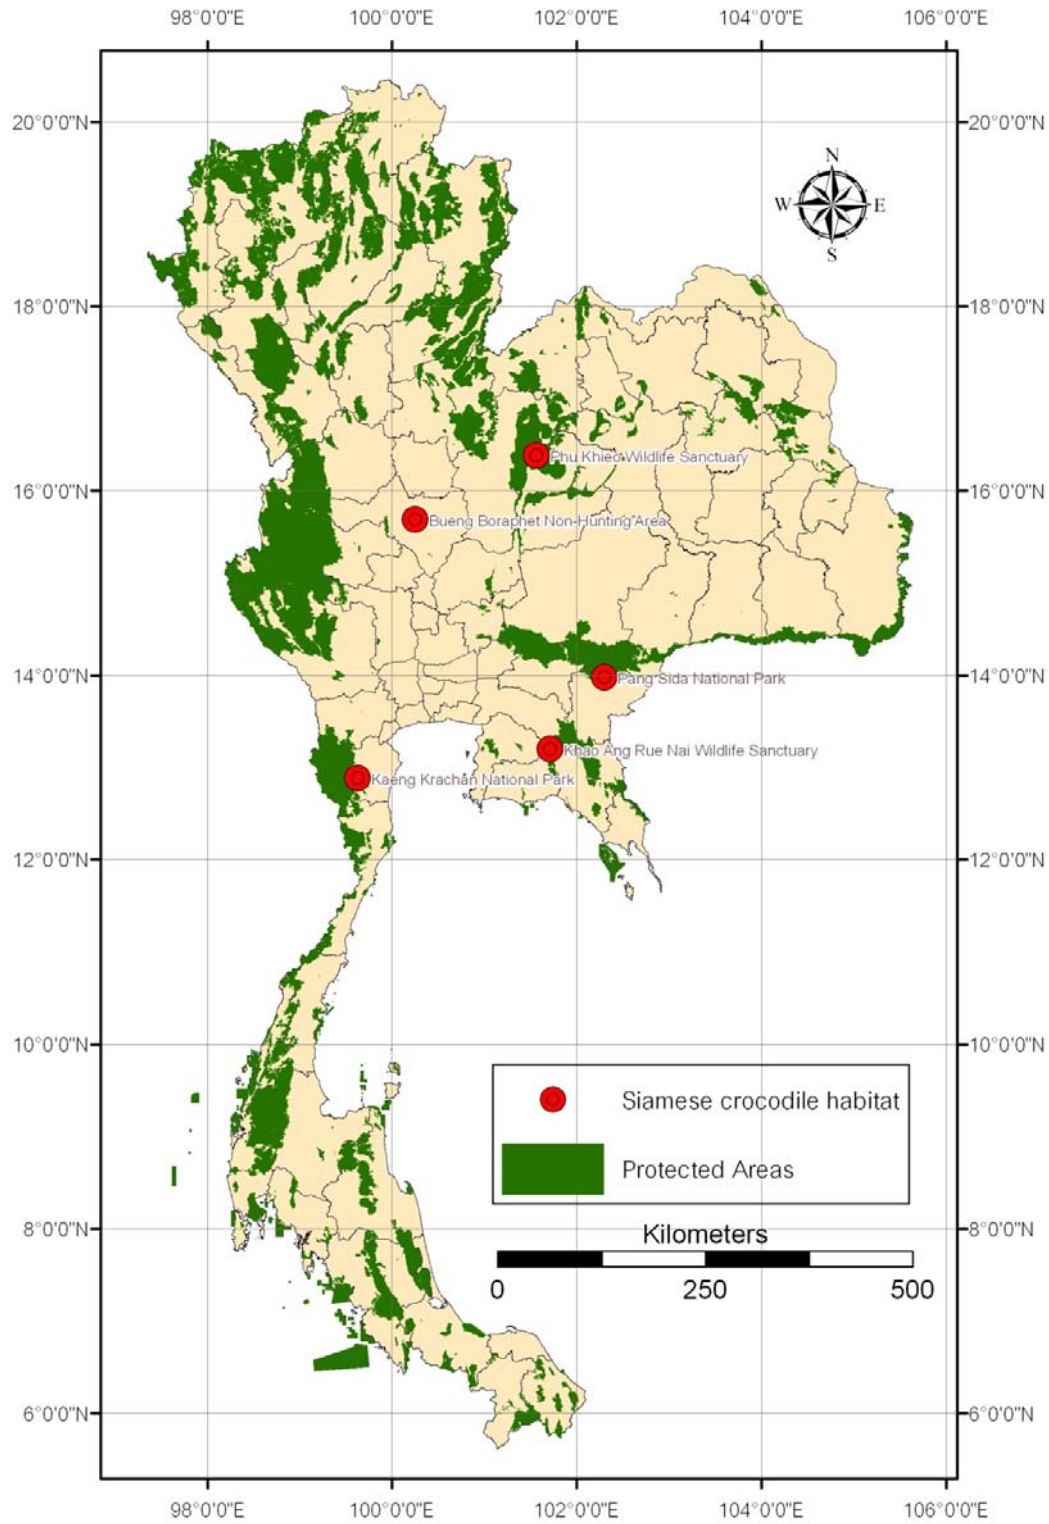 98°0'0"E 100°0'0"E 102°0'0"E 104°0'0"E 106°0'0"E
20°0'0"N 20°0'0"N
N
W E
S
18°0'0"N 18°0'0"N
Phu Khieo Wildlife Sanctuary
16°0'0"N 16°0'0"N
Bueng Boraphet Non-Hunting Area
14°0'0"N 14°0'0"N
Pang Sida National Park
Khao Ang Rue Nai Wildlife Sanctuary
Kaeng Krachan National Park
12°0'0"N 12°0'0"N
10°0'0"N 10°0'0"N
Siamese crocodile habitat
Protected Areas
8°0'0"N 8°0'0"N
Kilometers
0 250 500
6°0'0"N 6°0'0"N
98°0'0"E 100°0'0"E 102°0'0"E 104°0'0"E 106°0'0"E